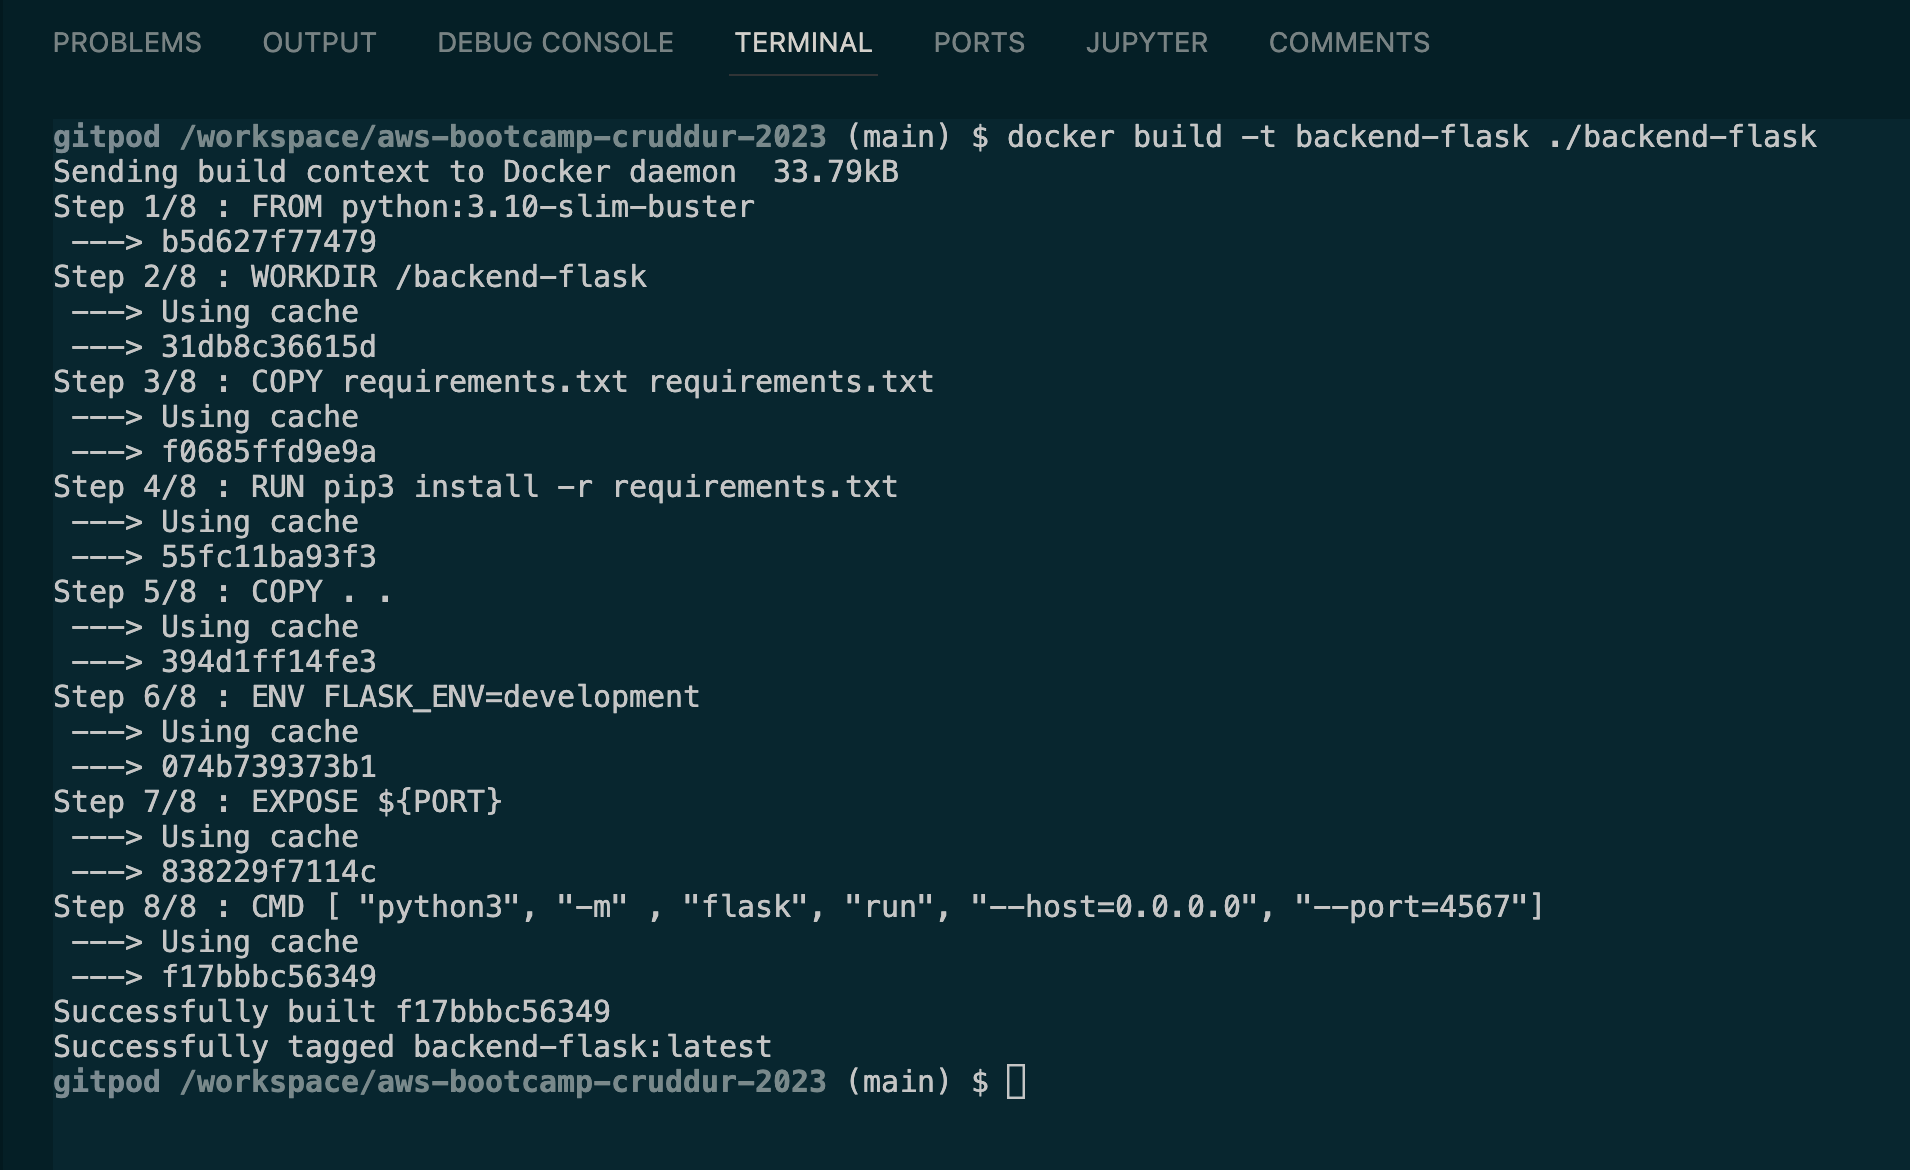 PROBLEMS OUTPUT DEBUG CONSOLE TERMINAL PORTS JUPYTER COMMENTS
gitpod /workspace/aws-bootcamp-cruddur-2023 (main) $ docker build -t backend-flask ./backend-flask
Sending build context to Docker daemon  33.79kB
Step 1/8 : FROM python:3.10-slim-buster
 ---> b5d627f77479
Step 2/8 : WORKDIR /backend-flask
 ---> Using cache
 ---> 31db8c36615d
Step 3/8 : COPY requirements.txt requirements.txt
 ---> Using cache
 ---> f0685ffd9e9a
Step 4/8 : RUN pip3 install -r requirements.txt
 ---> Using cache
 ---> 55fc11ba93f3
Step 5/8 : COPY . .
 ---> Using cache
 ---> 394d1ff14fe3
Step 6/8 : ENV FLASK_ENV=development
 ---> Using cache
 ---> 074b739373b1
Step 7/8 : EXPOSE ${PORT}
 ---> Using cache
 ---> 838229f7114c
Step 8/8 : CMD [ "python3", "-m" , "flask", "run", "--host=0.0.0.0", "--port=4567"]
 ---> Using cache
 ---> f17bbbc56349
Successfully built f17bbbc56349
Successfully tagged backend-flask:latest
gitpod /workspace/aws-bootcamp-cruddur-2023 (main) $